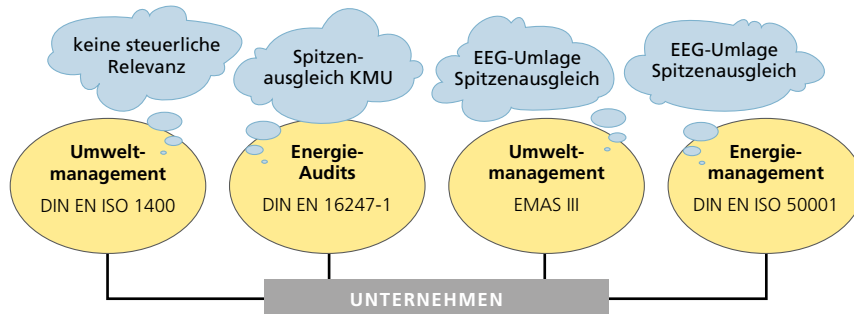 keine steuerliche
Relevanz
Spitzen-
ausgleich KMU
EEG-Umlage
Spitzenausgleich
EEG-Umlage
Spitzenausgleich
Umwelt-
management
DIN EN ISO 1400
Energie-
Audits
DIN EN 16247-1
Umwelt-
management
EMAS III
Energie-
management
DIN EN ISO 50001
UNTERNEHMEN